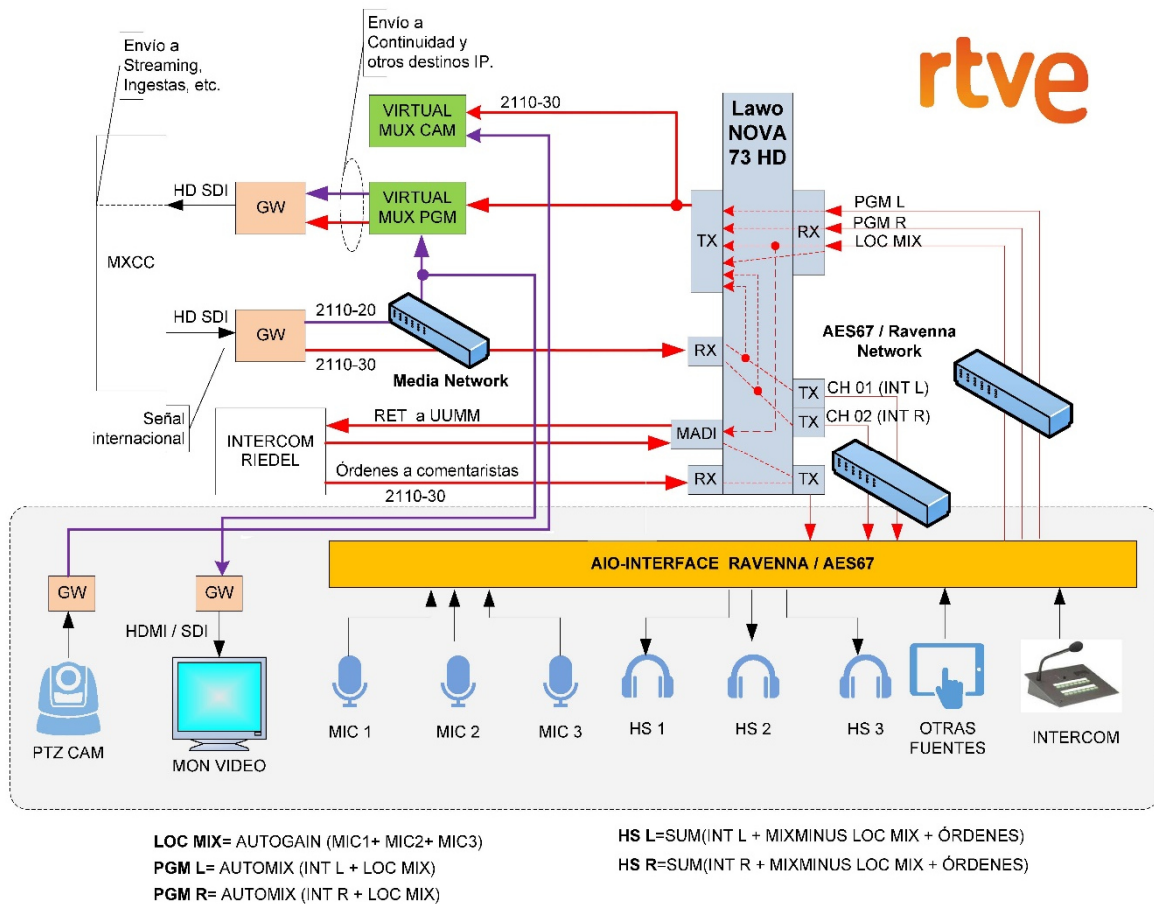 Envío a
Streaming,
Ingestas, etc.
Envío a
Continuidad y
otros destinos IP.
rtve
VIRTUAL
MUX CAM
2110-30
Lawo
NOVA
73 HD
HD SDI
GW
VIRTUAL
MUX PGM
TX
RX
PGM L
PGM R
LOC MIX
MXCC
HD SDI
GW
2110-20
2110-30
Media Network
RX
AES67 / Ravenna
Network
TX
CH 01 (INT L)
TX
CH 02 (INT R)
Señal
internacional
INTERCOM
RIEDEL
RET a UUMM
MADI
Órdenes a comentaristas
2110-30
RX
TX
AIO-INTERFACE RAVENNA / AES67
GW
GW
HDMI / SDI
PTZ CAM
MON VIDEO
MIC 1
MIC 2
MIC 3
HS 1
HS 2
HS 3
OTRAS
FUENTES
INTERCOM
LOC MIX= AUTOGAIN (MIC1+ MIC2+ MIC3)
PGM L= AUTOMIX (INT L + LOC MIX)
PGM R= AUTOMIX (INT R + LOC MIX)
HS L=SUM(INT L + MIXMINUS LOC MIX + ÓRDENES)
HS R=SUM(INT R + MIXMINUS LOC MIX + ÓRDENES)